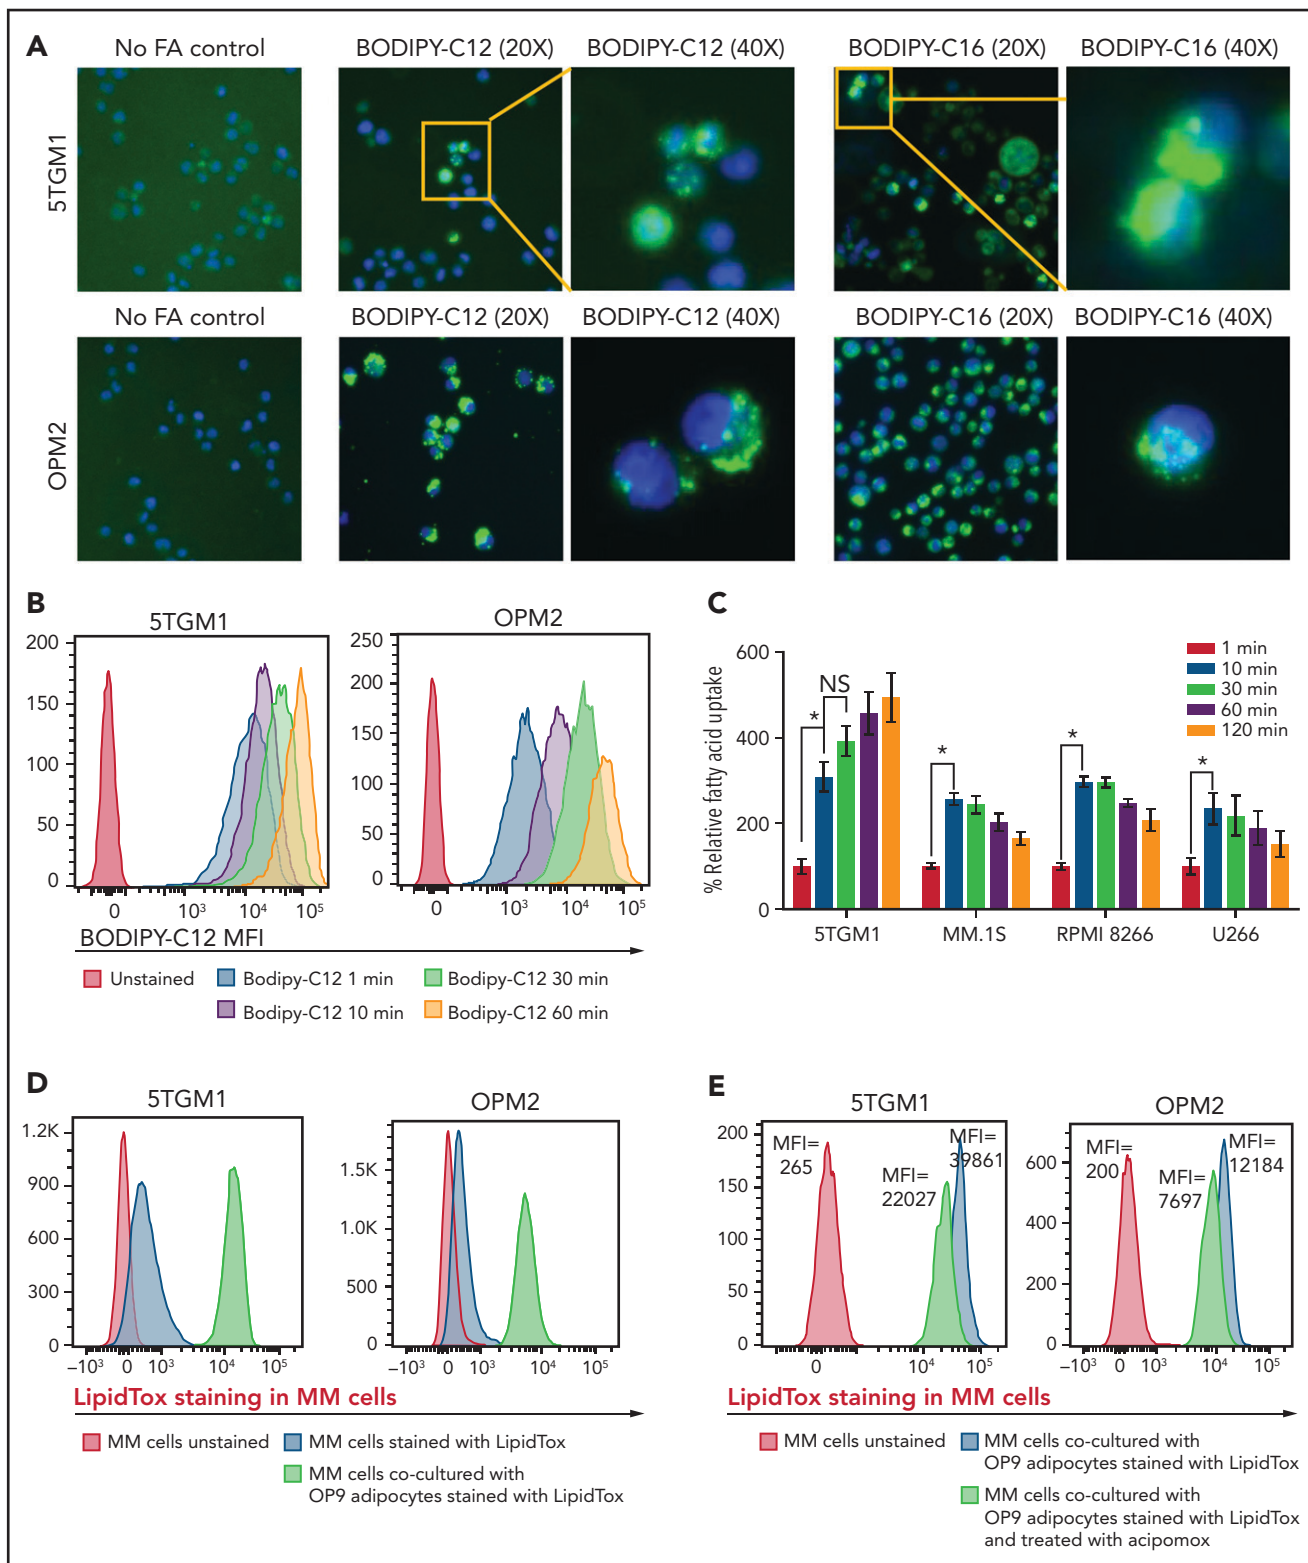 A
No FA control
BODIPY-C12 (20X)
BODIPY-C12 (40X)
BODIPY-C16 (20X)
BODIPY-C16 (40X)
5TGM1
No FA control
BODIPY-C12 (20X)
BODIPY-C12 (40X)
BODIPY-C16 (20X)
BODIPY-C16 (40X)
OPM2
B
5TGM1
200
150
100
50
0
0
10³
10⁴
10⁵
OPM2
250
200
150
100
50
0
0
10³
10⁴
10⁵
BODIPY-C12 MFI
Unstained
Bodipy-C12 1 min
Bodipy-C12 30 min
Bodipy-C12 10 min
Bodipy-C12 60 min
C
% Relative fatty acid uptake
600
400
200
0
*
NS
*
*
*
1 min
10 min
30 min
60 min
120 min
5TGM1
MM.1S
RPMI 8266
U266
D
5TGM1
1.2K
900
600
300
0
−10³
0
10³
10⁴
10⁵
OPM2
1.5K
1.0K
500
0
−10³
0
10³
10⁴
10⁵
LipidTox staining in MM cells
MM cells unstained
MM cells stained with LipidTox
MM cells co-cultured with
OP9 adipocytes stained with LipidTox
E
5TGM1
200
150
100
50
0
MFI=
265
MFI=
22027
MFI=
39861
0
10⁴
10⁵
OPM2
600
400
200
0
MFI=
200
MFI=
7697
MFI=
12184
−10³
0
10³
10⁴
10⁵
LipidTox staining in MM cells
MM cells unstained
MM cells co-cultured with
OP9 adipocytes stained with LipidTox
MM cells co-cultured with
OP9 adipocytes stained with LipidTox
and treated with acipomox